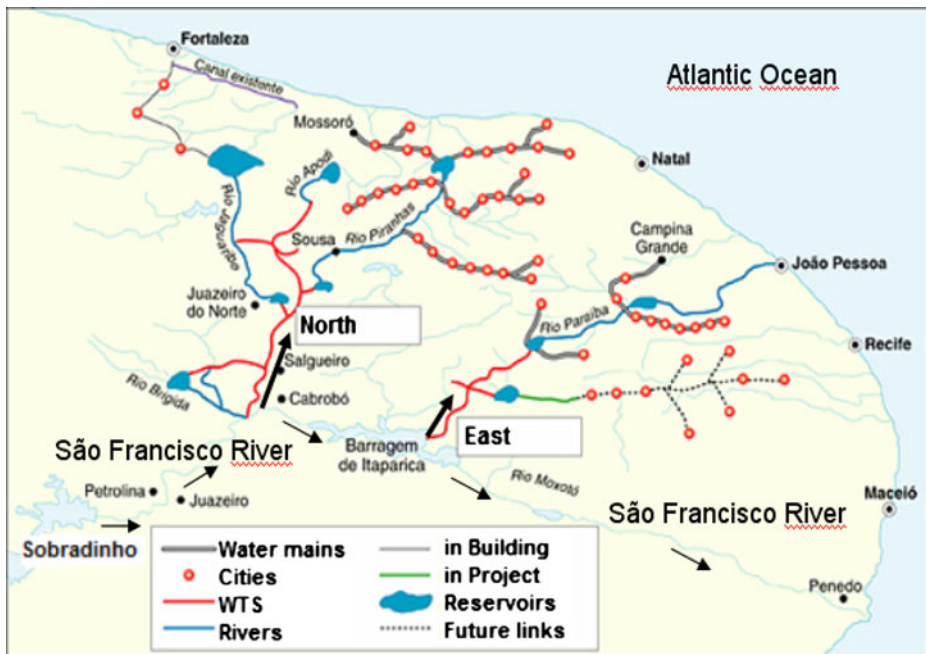 Fortaleza
Canal existente
Atlantic Ocean
Mossoró
Natal
Rio Apodi
Rio Jaguaribe
Sousa
Rio Piranhas
Campina
Grande
João Pessoa
Juazeiro
do Norte
North
Rio Paraíba
Recife
Salgueiro
Rio Brigida
Cabrobó
East
São Francisco River
Barragem
de Itaparica
Petrolina
Juazeiro
Rio Moxotó
Maceió
São Francisco River
Sobradinho
Water mains
in Building
Cities
in Project
WTS
Reservoirs
Rivers
Future links
Penedo